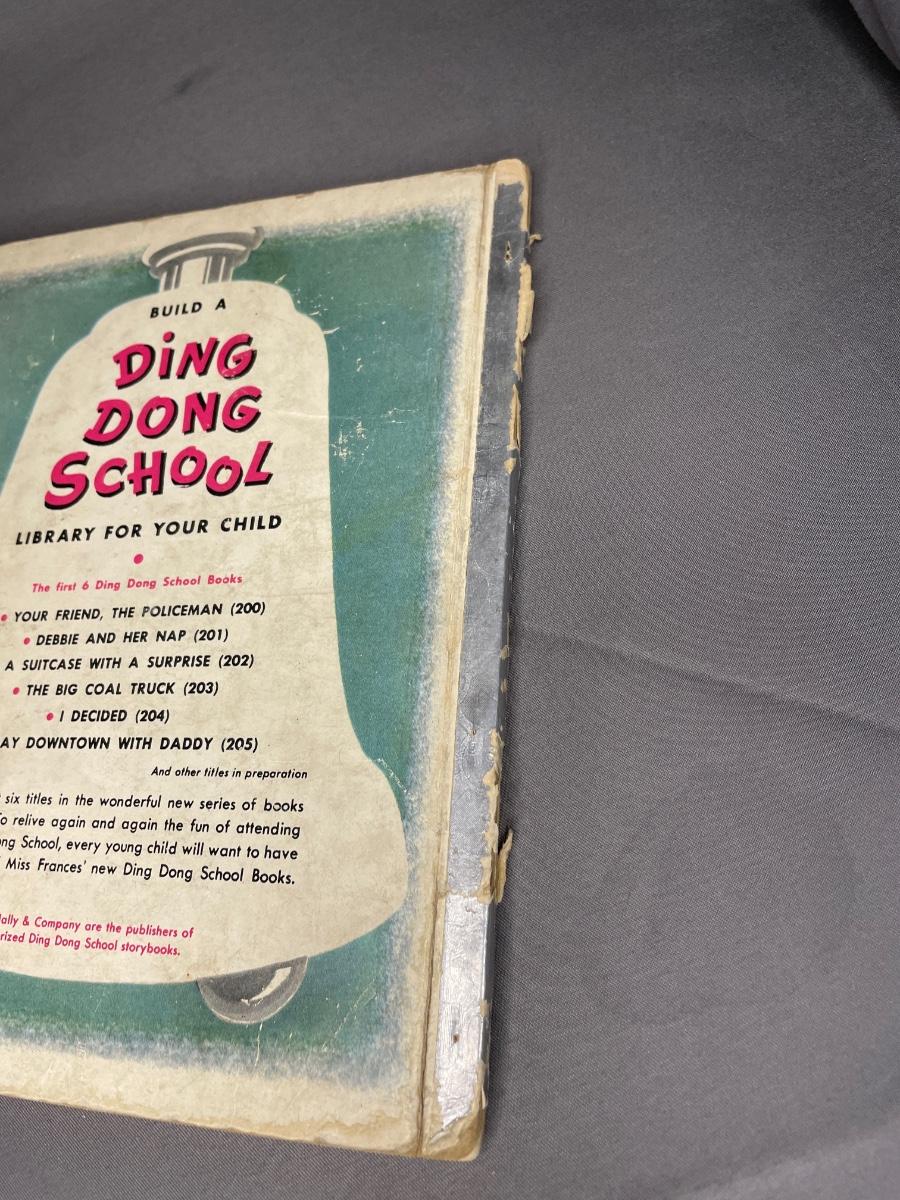 BUILD A
DING
DONG
SCHOOL
LIBRARY FOR YOUR CHILD
The first 6 Ding Dong School Books
• YOUR FRIEND, THE POLICEMAN (200)
• DEBBIE AND HER NAP (201)
A SUITCASE WITH A SURPRISE (202)
• THE BIG COAL TRUCK (203)
• I DECIDED (204)
AY DOWNTOWN WITH DADDY (205)
And other titles in preparation
six titles in the wonderful new series of books
To relive again and again the fun of attending
ng School, every young child will want to have
Miss Frances' new Ding Dong School Books.
ally & Company are the publishers of
rized Ding Dong School storybooks.